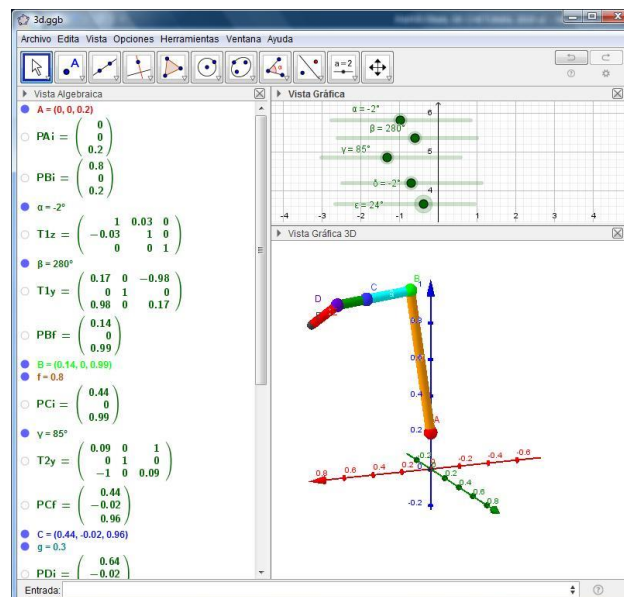 3d.ggb
Archivo Edita Vista Opciones Herramientas Ventana Ayuda
A
a=2
Vista Algebraica
A = (0, 0, 0.2)
PAi = ( 0
0
0.2 )
PBi = ( 0.8
0
0.2 )
α = -2°
T1z = ( 1 0.03 0
-0.03 1 0
0 0 1 )
β = 280°
T1y = ( 0.17 0 -0.98
0 1 0
0.98 0 0.17 )
PBf = ( 0.14
0
0.99 )
B = (0.14, 0, 0.99)
f = 0.8
PCi = ( 0.44
0
0.99 )
γ = 85°
T2y = ( 0.09 0 1
0 1 0
-1 0 0.09 )
PCf = ( 0.44
-0.02
0.96 )
C = (0.44, -0.02, 0.96)
g = 0.3
PDi = ( 0.64
-0.02
Vista Gráfica
α = -2°
β = 280°
γ = 85°
δ = -2°
ε = 24°
6
5
4
-4 -3 -2 -1 0 1 2 3 4
Vista Gráfica 3D
D
C
B
1
0.8
0.6
0.4
0.2
A
0.8 0.6 0.4 0.2 0 -0.2 -0.4 -0.6
0.2 0.4 0.6 0.8
-0.2
Entrada: